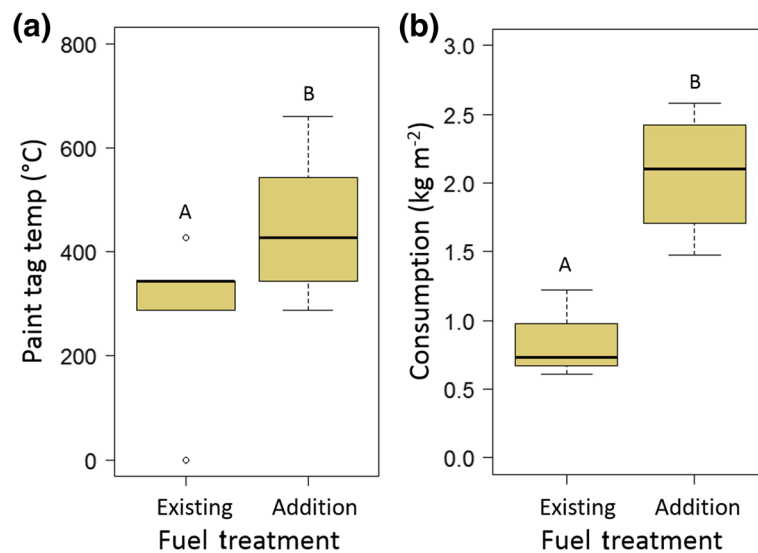 (a)
Paint tag temp (°C)
800
600
400
200
0
A
B
Existing
Addition
Fuel treatment
(b)
Consumption (kg m⁻²)
3.0
2.5
2.0
1.5
1.0
0.5
0.0
A
B
Existing
Addition
Fuel treatment